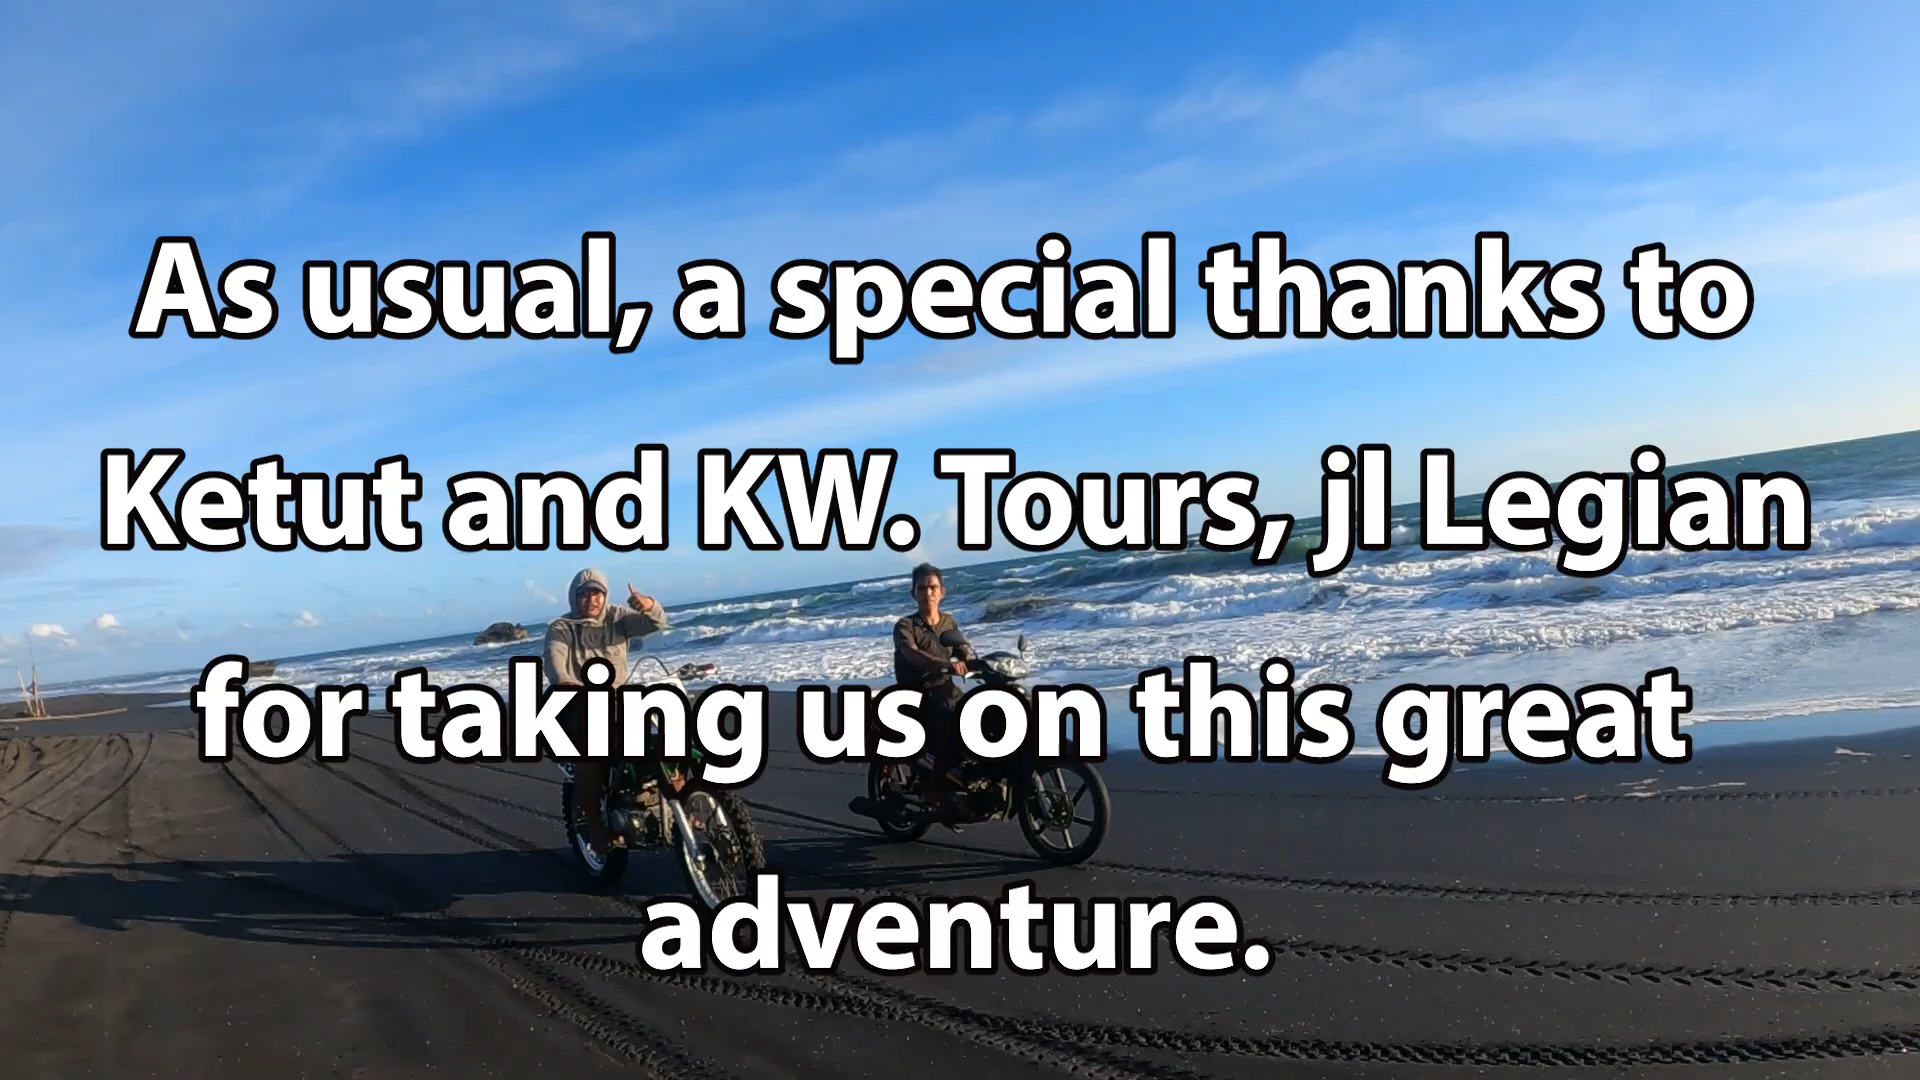 As usual, a special thanks to
Ketut and KW. Tours, jl Legian
for taking us on this great
adventure.